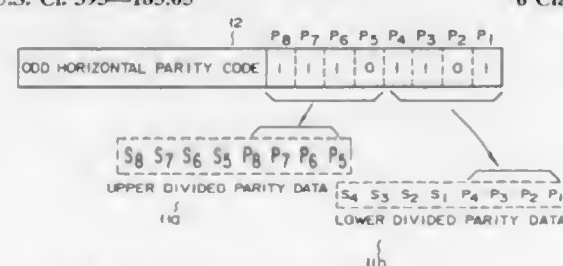 U.S. Cl. 395—185.05
12
P8 P7 P6 P5 P4 P3 P2 P1
ODD HORIZONTAL PARITY CODE 1 1 1 0 1 1 0 1
S8 S7 S6 S5 P8 P7 P6 P5
UPPER DIVIDED PARITY DATA
11a
S4 S3 S2 S1 P4 P3 P2 P1
LOWER DIVIDED PARITY DATA
11b